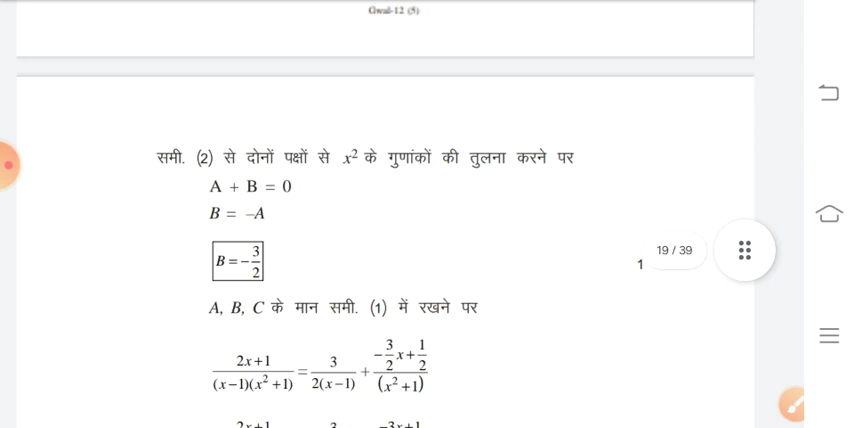 Gwal-12 (5)
समी. (2) से दोनों पक्षों से x² के गुणांकों की तुलना करने पर
A + B = 0
B = –A
B = –3/2
1
19 / 39
A, B, C के मान समी. (1) में रखने पर
(2x+1)/((x–1)(x²+1)) = 3/(2(x–1)) + (–3/2 x + 1/2)/(x²+1)